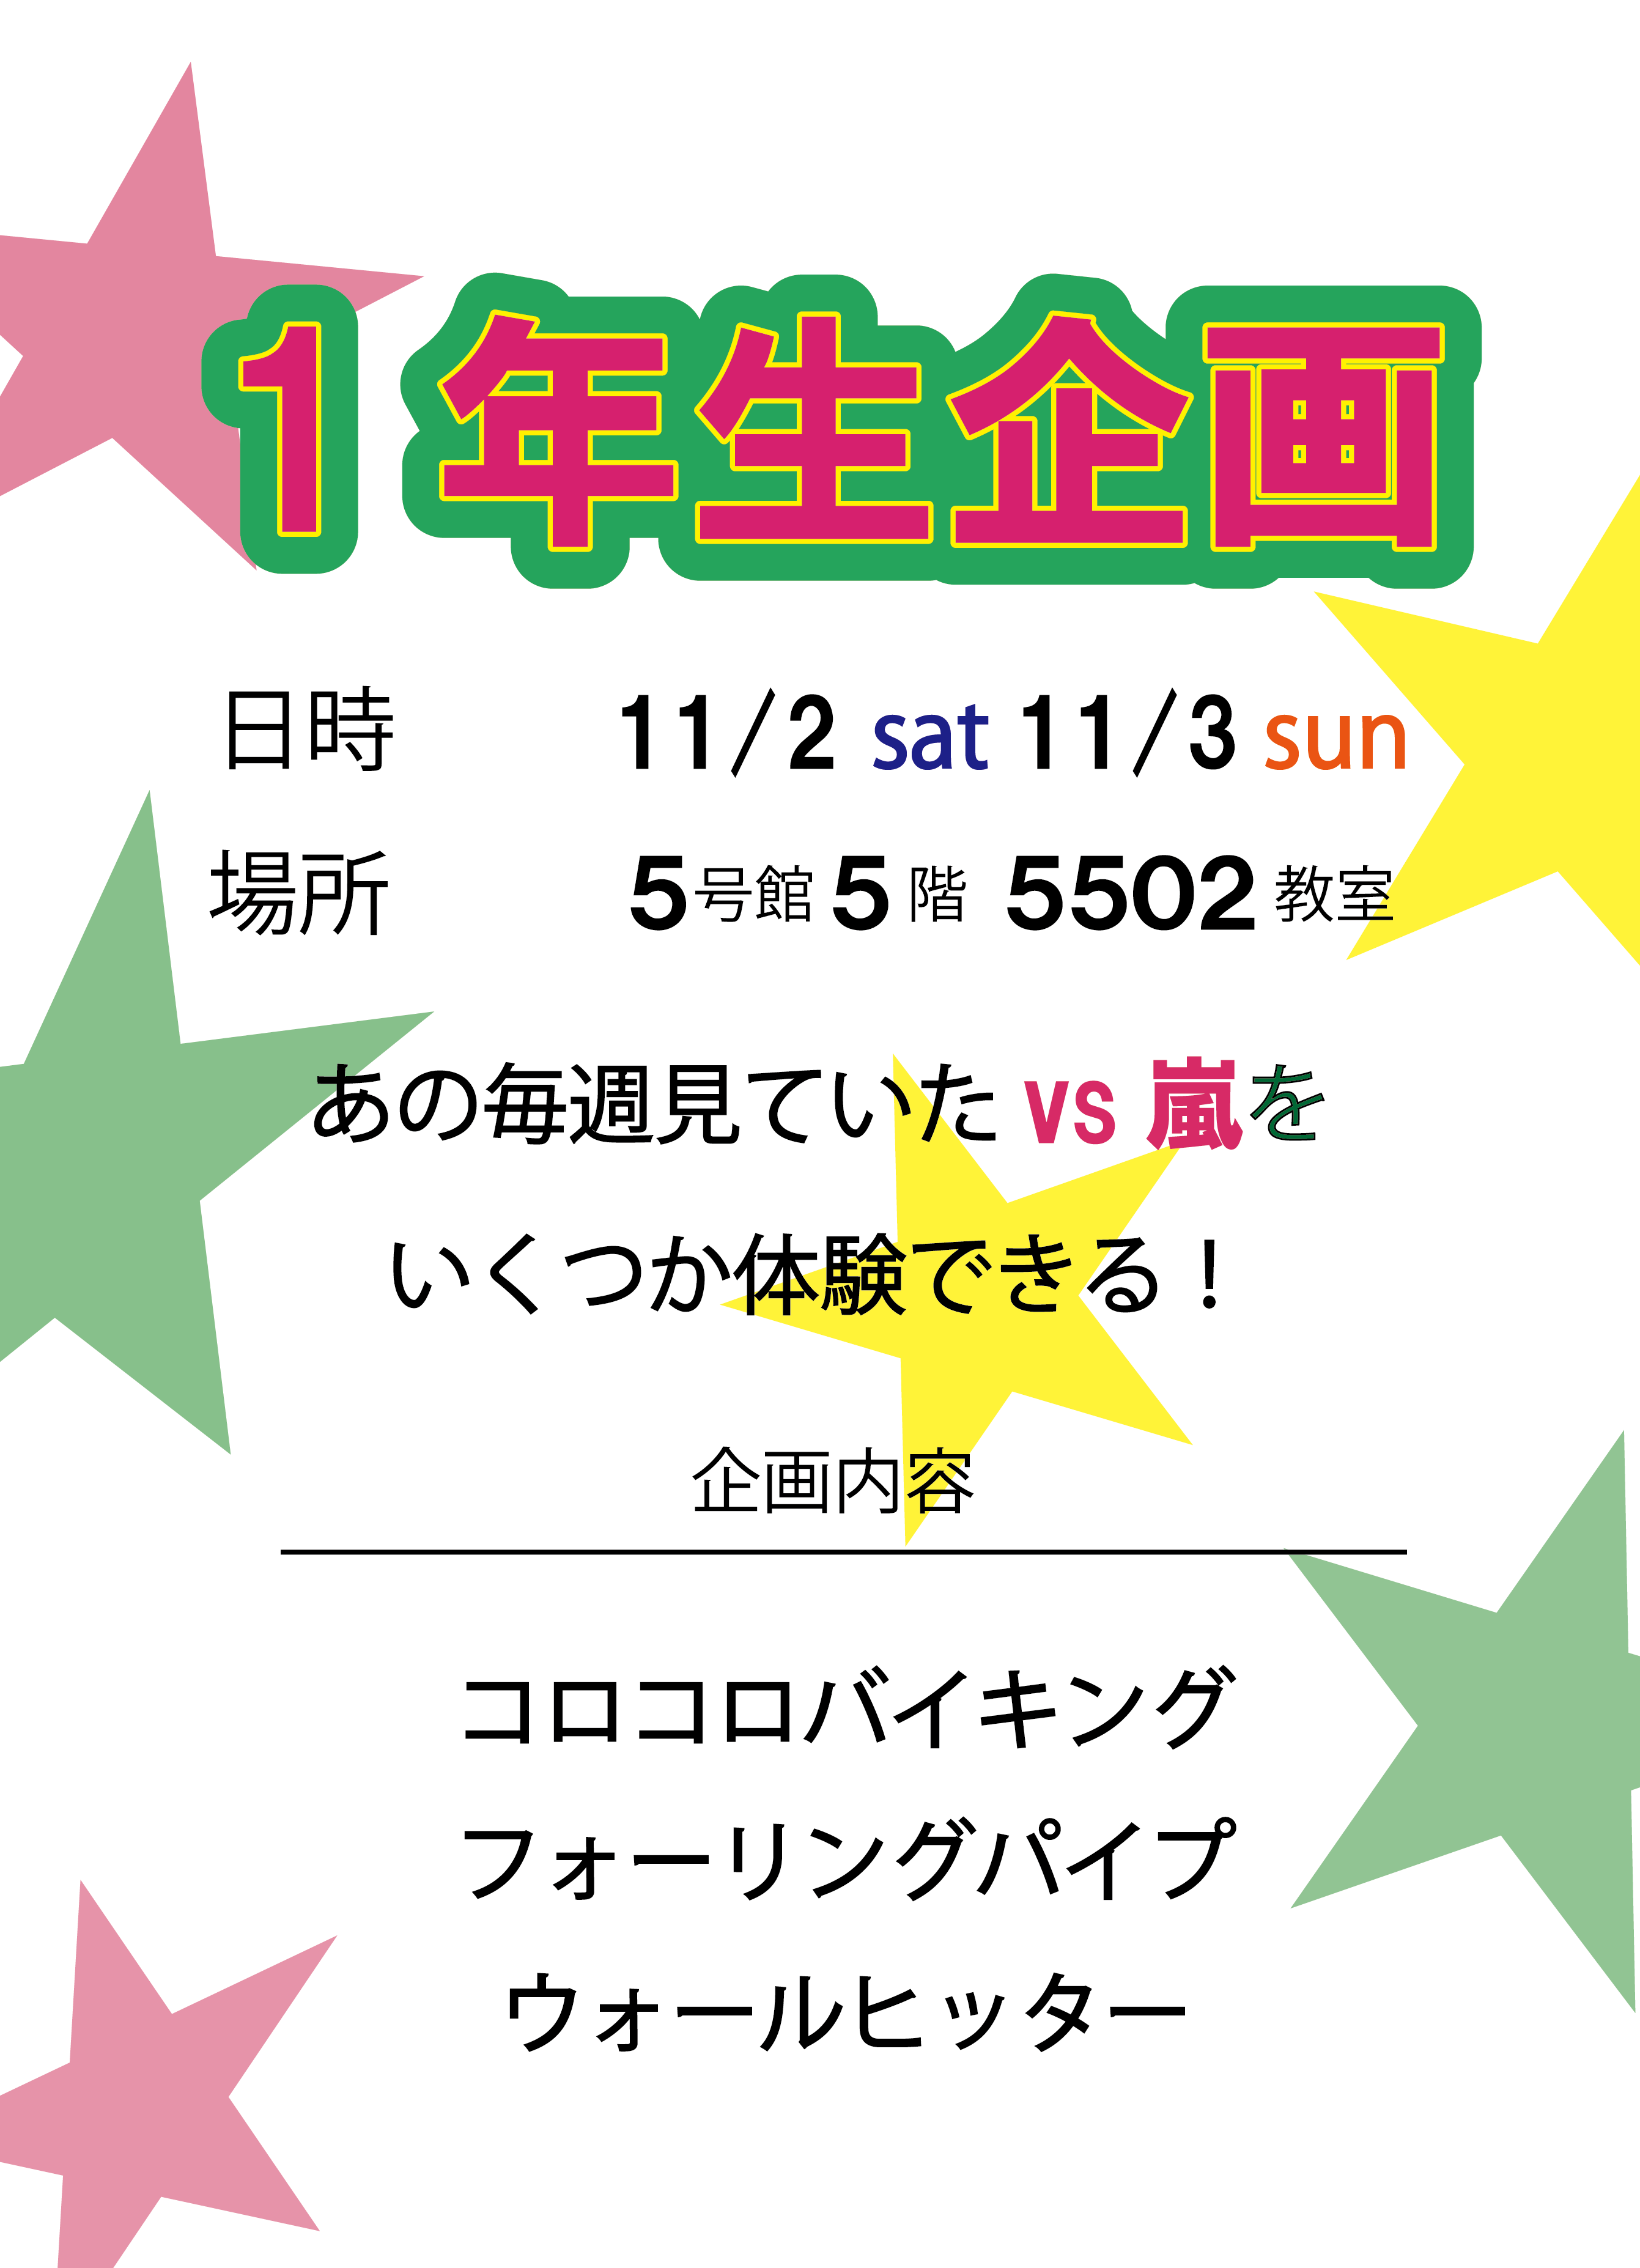 1年生企画
日時 11/2 sat 11/3 sun
場所 5号館5階 5502教室
あの毎週見ていた vs 嵐を
いくつか体験できる！
企画内容
コロコロバイキング
フォーリングパイプ
ウォールヒッター